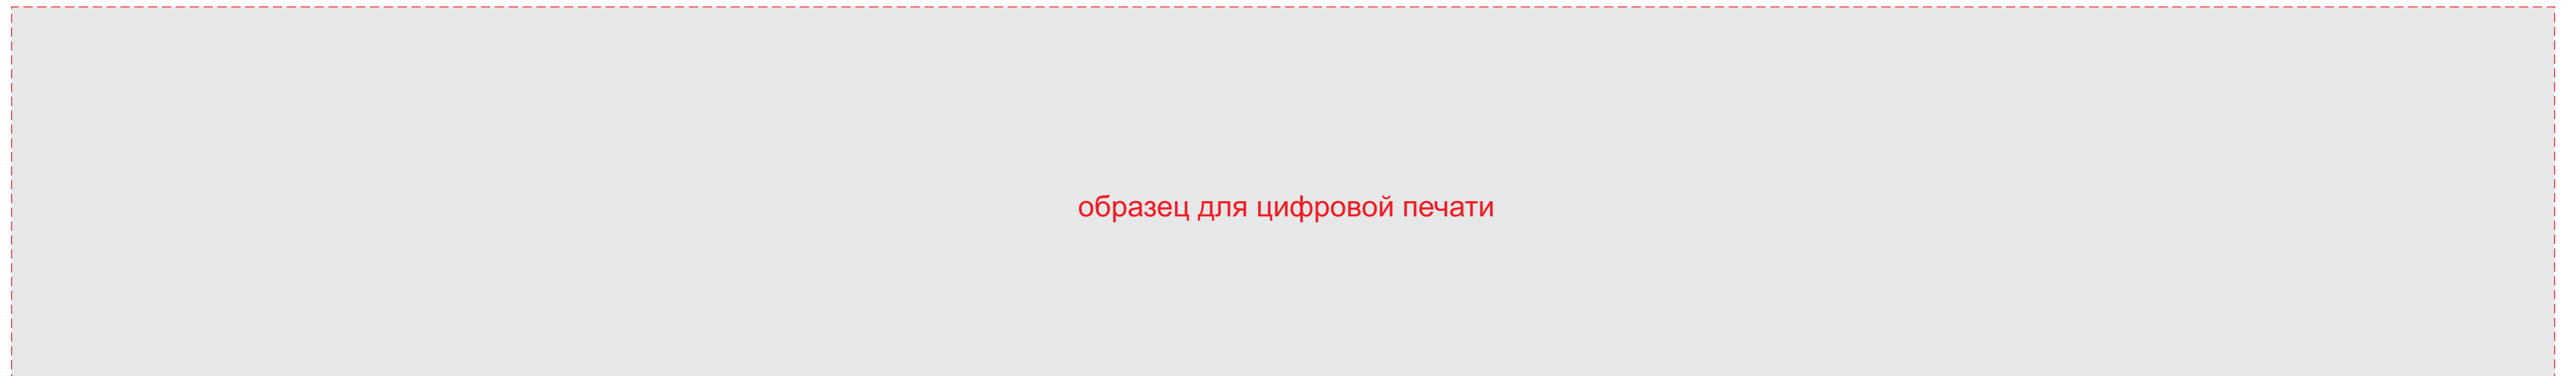 образец для цифровой печати